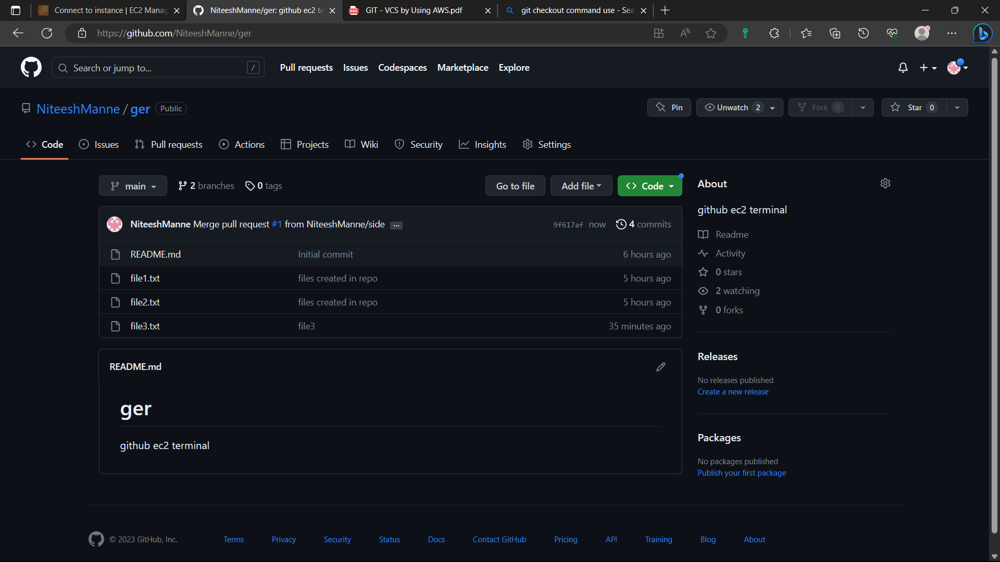 Connect to instance | EC2 Manag
NiteeshManne/ger: github ec2 te
GIT - VCS by Using AWS.pdf
git checkout command use - Sea
https://github.com/NiteeshManne/ger
Search or jump to...
/
Pull requests
Issues
Codespaces
Marketplace
Explore
NiteeshManne / ger
Public
Pin
Unwatch 2
Fork 0
Star 0
Code
Issues
Pull requests
Actions
Projects
Wiki
Security
Insights
Settings
main
2 branches
0 tags
Go to file
Add file
Code
NiteeshManne Merge pull request #1 from NiteeshManne/side ...
9f617af now
4 commits
README.md
Initial commit
6 hours ago
file1.txt
files created in repo
5 hours ago
file2.txt
files created in repo
5 hours ago
file3.txt
file3
35 minutes ago
README.md
ger
github ec2 terminal
About
github ec2 terminal
Readme
Activity
0 stars
2 watching
0 forks
Releases
No releases published
Create a new release
Packages
No packages published
Publish your first package
© 2023 GitHub, Inc.
Terms
Privacy
Security
Status
Docs
Contact GitHub
Pricing
API
Training
Blog
About